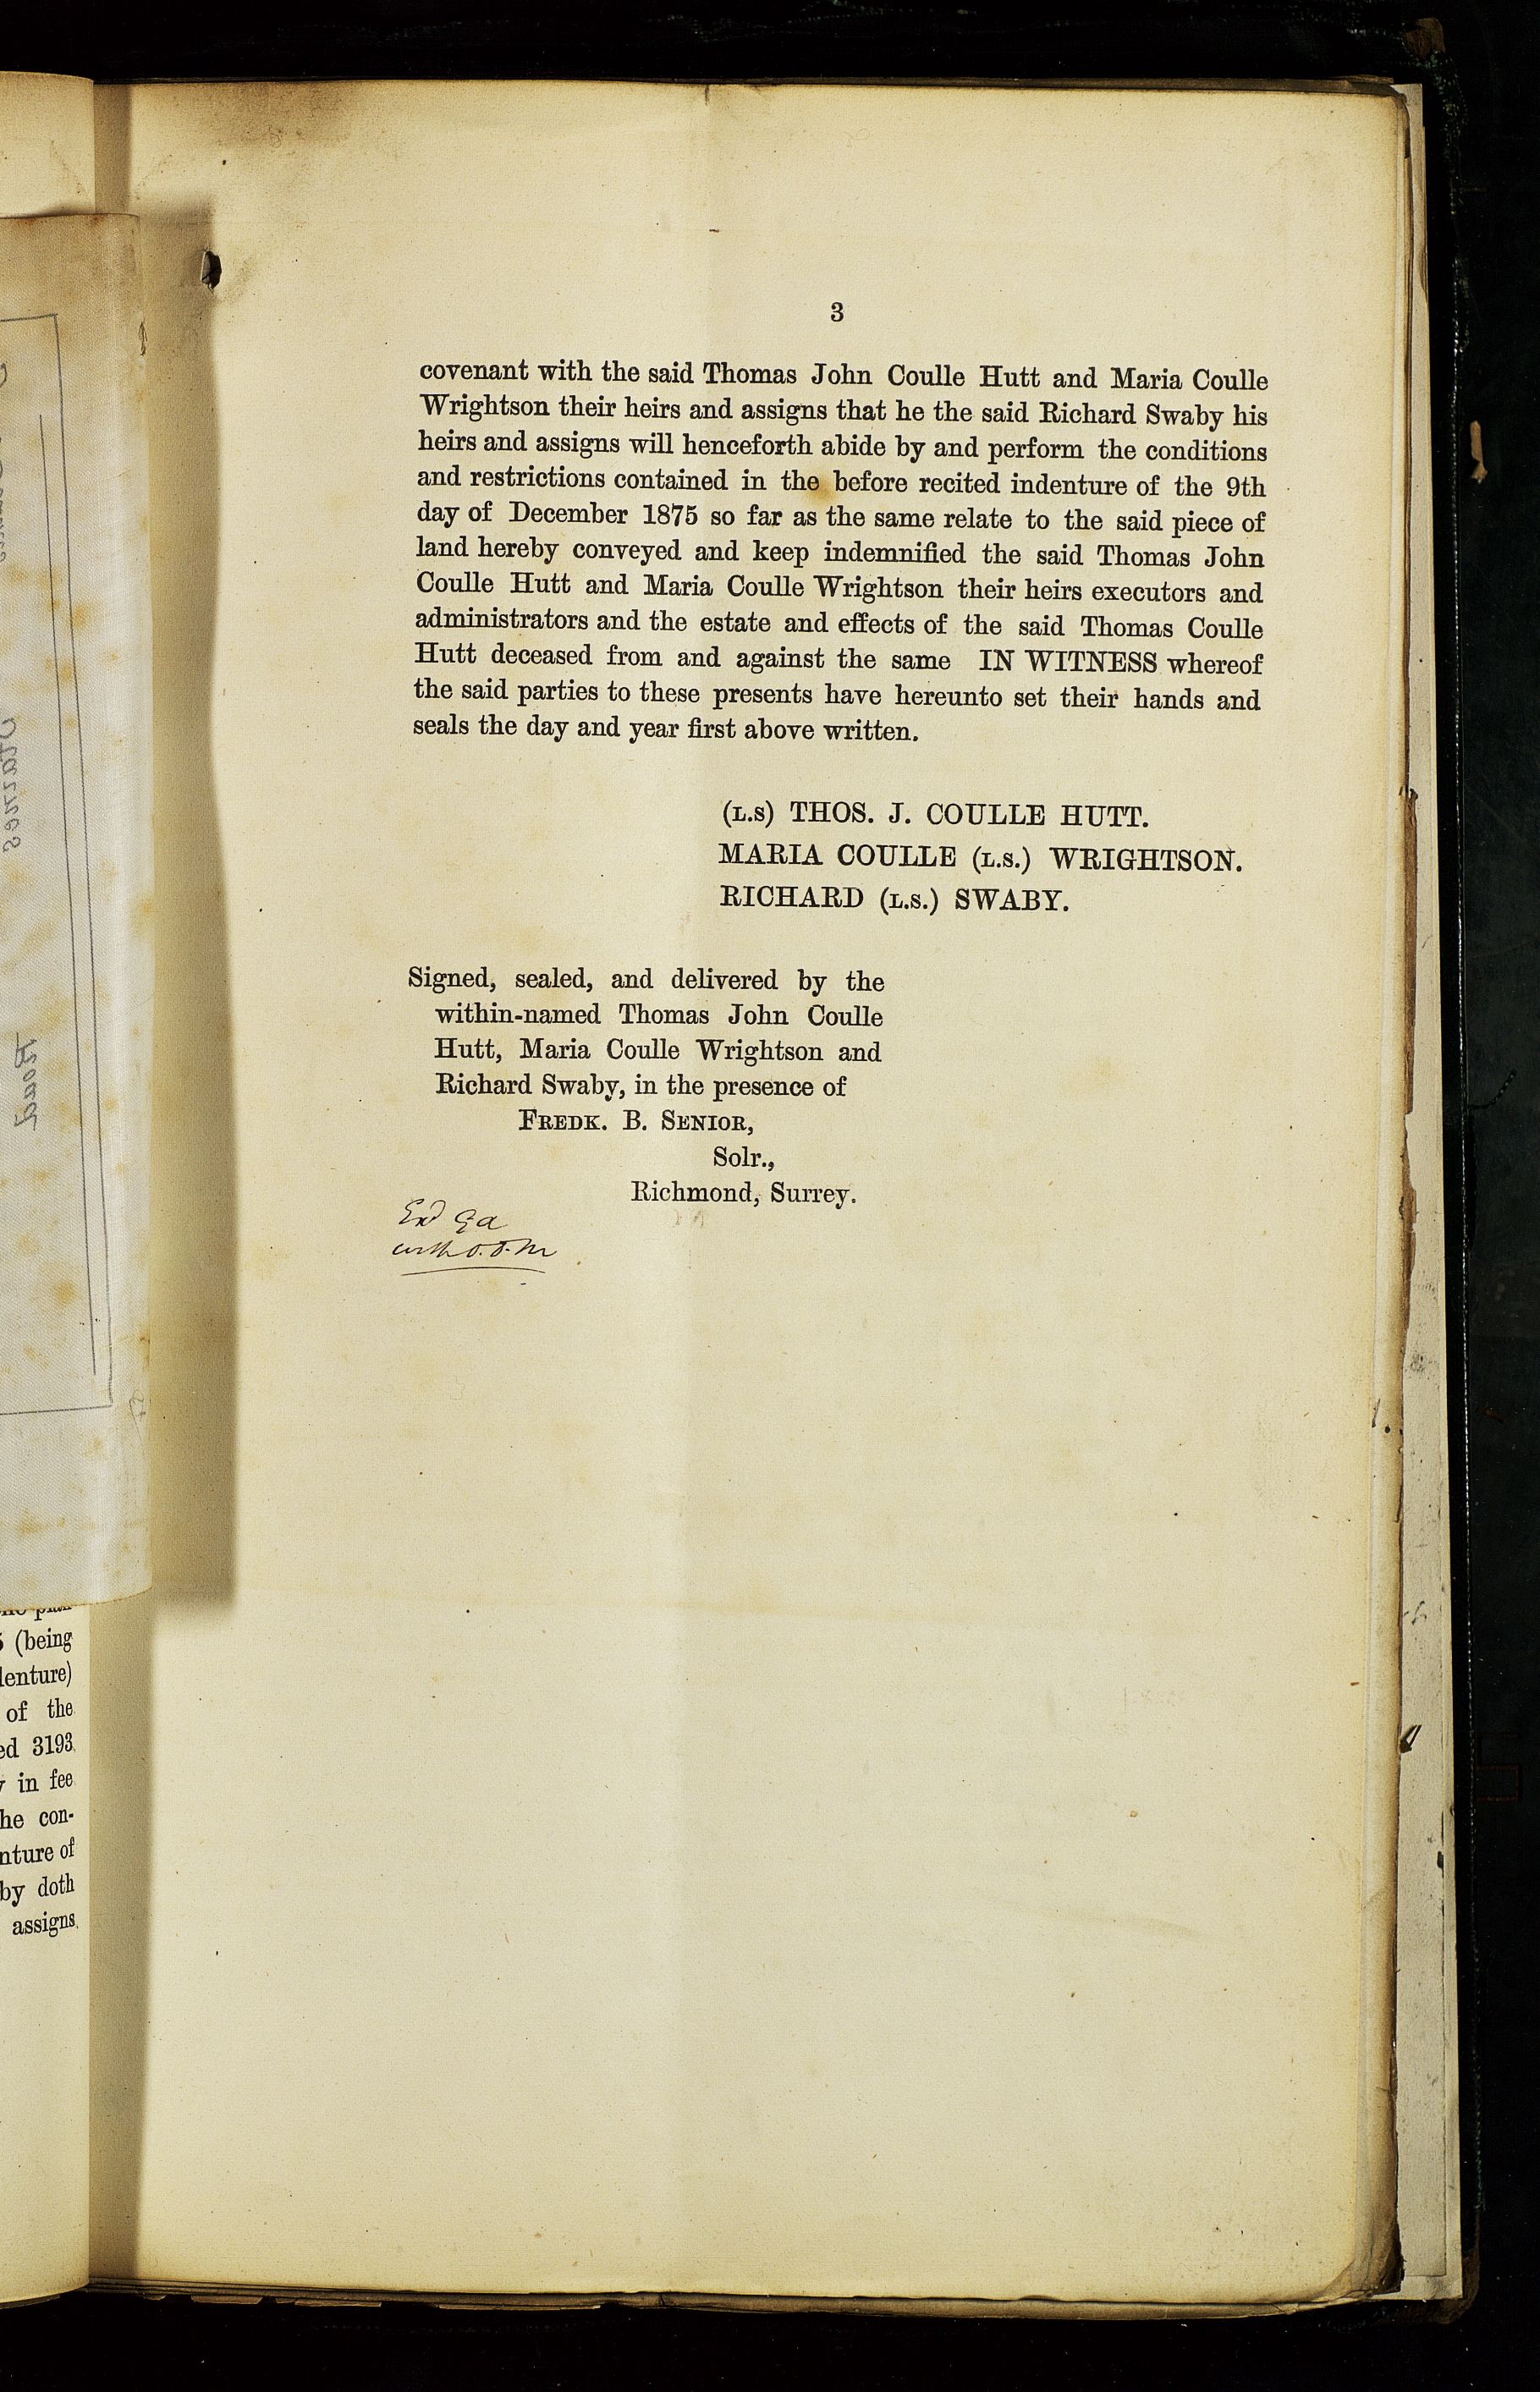 3
covenant with the said Thomas John Coulle Hutt and Maria Coulle
Wrightson their heirs and assigns that he the said Richard Swaby his
heirs and assigns will henceforth abide by and perform the conditions
and restrictions contained in the before recited indenture of the 9th
day of December 1875 so far as the same relate to the said piece of
land hereby conveyed and keep indemnified the said Thomas John
Coulle Hutt and Maria Coulle Wrightson their heirs executors and
administrators and the estate and effects of the said Thomas Coulle
Hutt deceased from and against the same IN WITNESS whereof
the said parties to these presents have hereunto set their hands and
seals the day and year first above written.
(L.S) THOS. J. COULLE HUTT.
MARIA COULLE (L.S.) WRIGHTSON.
RICHARD (L.S.) SWABY.
Signed, sealed, and delivered by the
within-named Thomas John Coulle
Hutt, Maria Coulle Wrightson and
Richard Swaby, in the presence of
FREDK. B. SENIOR,
Solr.,
Richmond, Surrey.
Staines
Road
(being
of the
3193
in fee
con-
of
doth
assigns